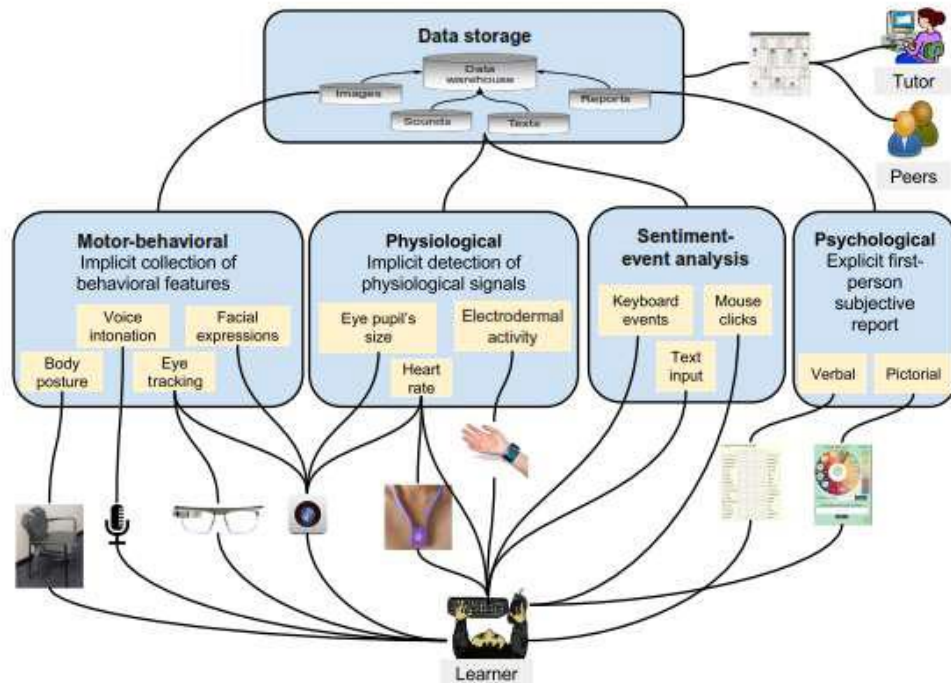 Data storage
Data
warehouse
Images
Reports
Sounds
Texts
Tutor
Peers
Motor-behavioral
Implicit collection of
behavioral features
Voice
intonation
Facial
expressions
Body
posture
Eye
tracking
Physiological
Implicit detection of
physiological signals
Eye pupil's
size
Electrodermal
activity
Heart
rate
Sentiment-
event analysis
Keyboard
events
Mouse
clicks
Text
input
Psychological
Explicit first-
person
subjective
report
Verbal
Pictorial
Learner